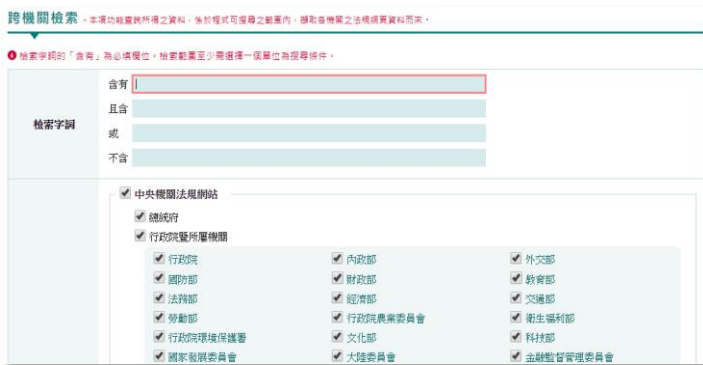 跨機關檢索 - 本項功能查詢所得之資料，係於程式可搜尋之範圍內，擷取各機關之法規網頁資料而來。
檢索字詞的「含有」為必填欄位，檢索範圍至少需選擇一個單位為搜尋條件。
檢索字詞
含有
且含
或
不含
中央機關法規網站
總統府
行政院暨所屬機關
行政院 內政部 外交部
國防部 財政部 教育部
法務部 經濟部 交通部
勞動部 行政院農業委員會 衛生福利部
行政院環境保護署 文化部 科技部
國家發展委員會 大陸委員會 金融監督管理委員會